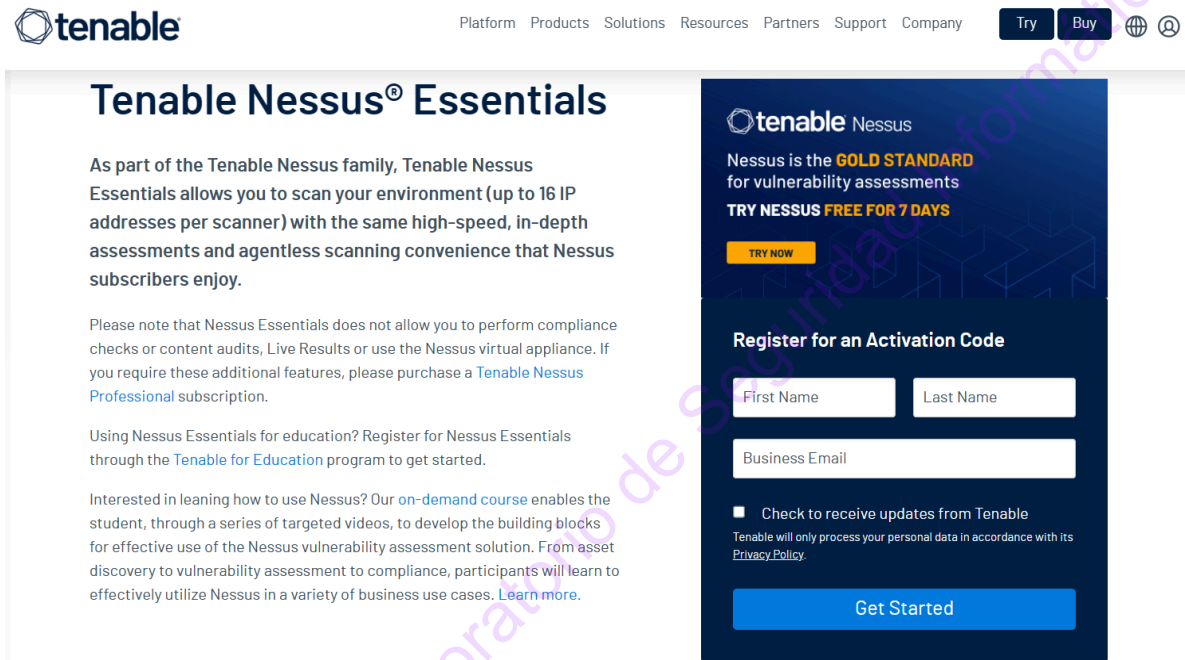 tenable
Platform Products Solutions Resources Partners Support Company Try Buy
Tenable Nessus® Essentials
As part of the Tenable Nessus family, Tenable Nessus
Essentials allows you to scan your environment (up to 16 IP
addresses per scanner) with the same high-speed, in-depth
assessments and agentless scanning convenience that Nessus
subscribers enjoy.
Please note that Nessus Essentials does not allow you to perform compliance
checks or content audits, Live Results or use the Nessus virtual appliance. If
you require these additional features, please purchase a Tenable Nessus
Professional subscription.
Using Nessus Essentials for education? Register for Nessus Essentials
through the Tenable for Education program to get started.
Interested in leaning how to use Nessus? Our on-demand course enables the
student, through a series of targeted videos, to develop the building blocks
for effective use of the Nessus vulnerability assessment solution. From asset
discovery to vulnerability assessment to compliance, participants will learn to
effectively utilize Nessus in a variety of business use cases. Learn more.
tenable Nessus
Nessus is the GOLD STANDARD
for vulnerability assessments
TRY NESSUS FREE FOR 7 DAYS
TRY NOW
Register for an Activation Code
First Name Last Name
Business Email
Check to receive updates from Tenable
Tenable will only process your personal data in accordance with its
Privacy Policy.
Get Started
de Seguridad